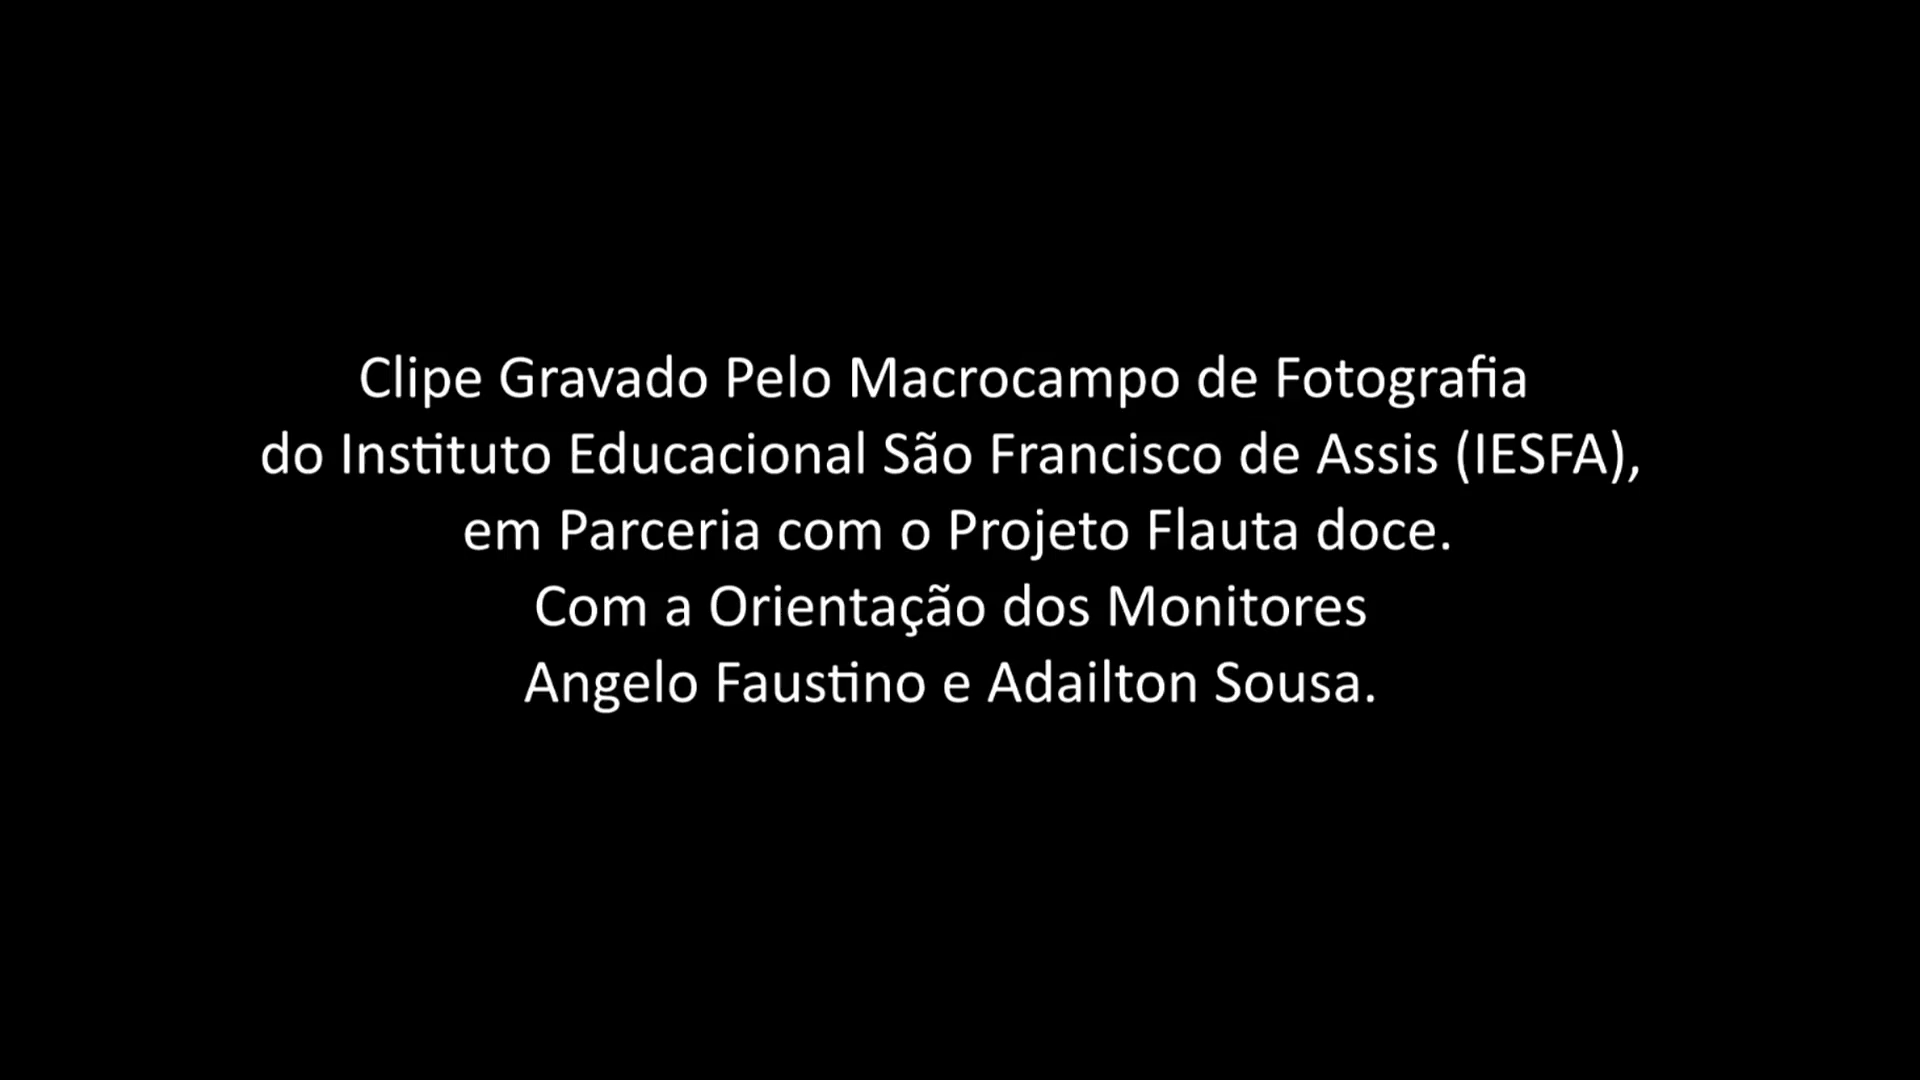 Clipe Gravado Pelo Macrocampo de Fotografia
do Instituto Educacional São Francisco de Assis (IESFA),
em Parceria com o Projeto Flauta doce.
Com a Orientação dos Monitores
Angelo Faustino e Adailton Sousa.